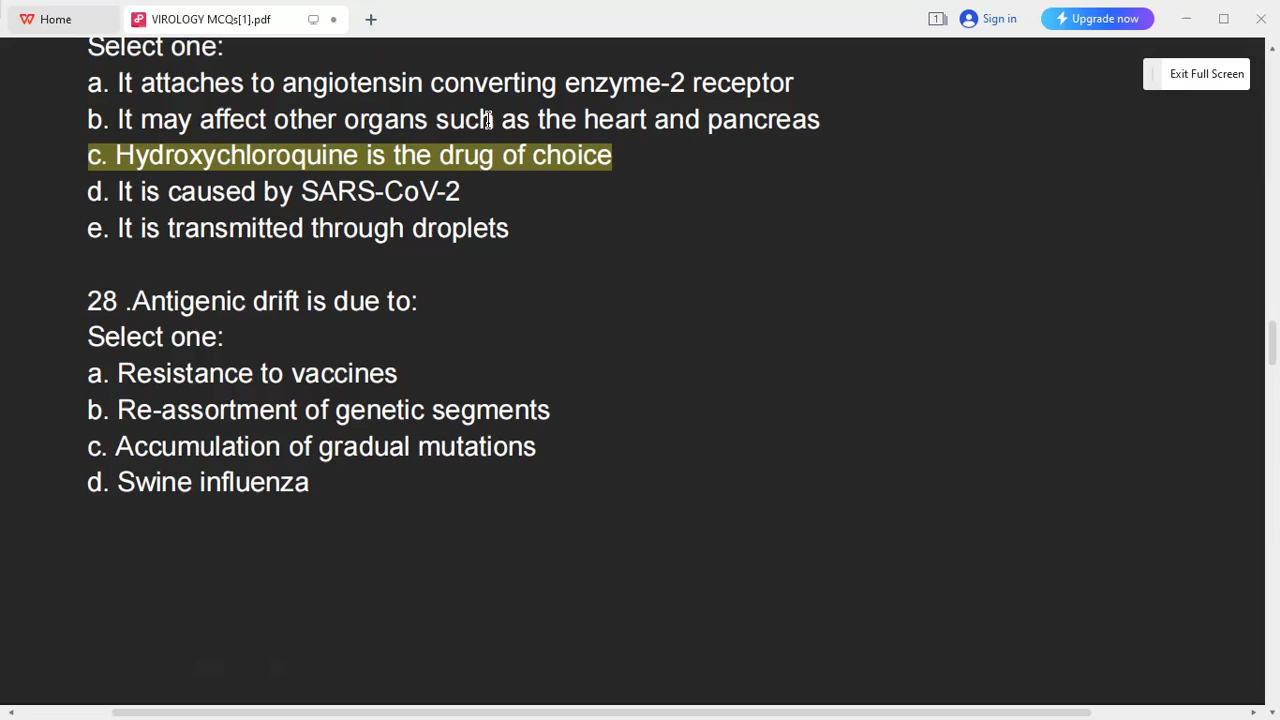 Home
VIROLOGY MCQs[1].pdf
1
Sign in
Upgrade now
Exit Full Screen
Select one:
a. It attaches to angiotensin converting enzyme-2 receptor
b. It may affect other organs such as the heart and pancreas
c. Hydroxychloroquine is the drug of choice
d. It is caused by SARS-CoV-2
e. It is transmitted through droplets
28 .Antigenic drift is due to:
Select one:
a. Resistance to vaccines
b. Re-assortment of genetic segments
c. Accumulation of gradual mutations
d. Swine influenza